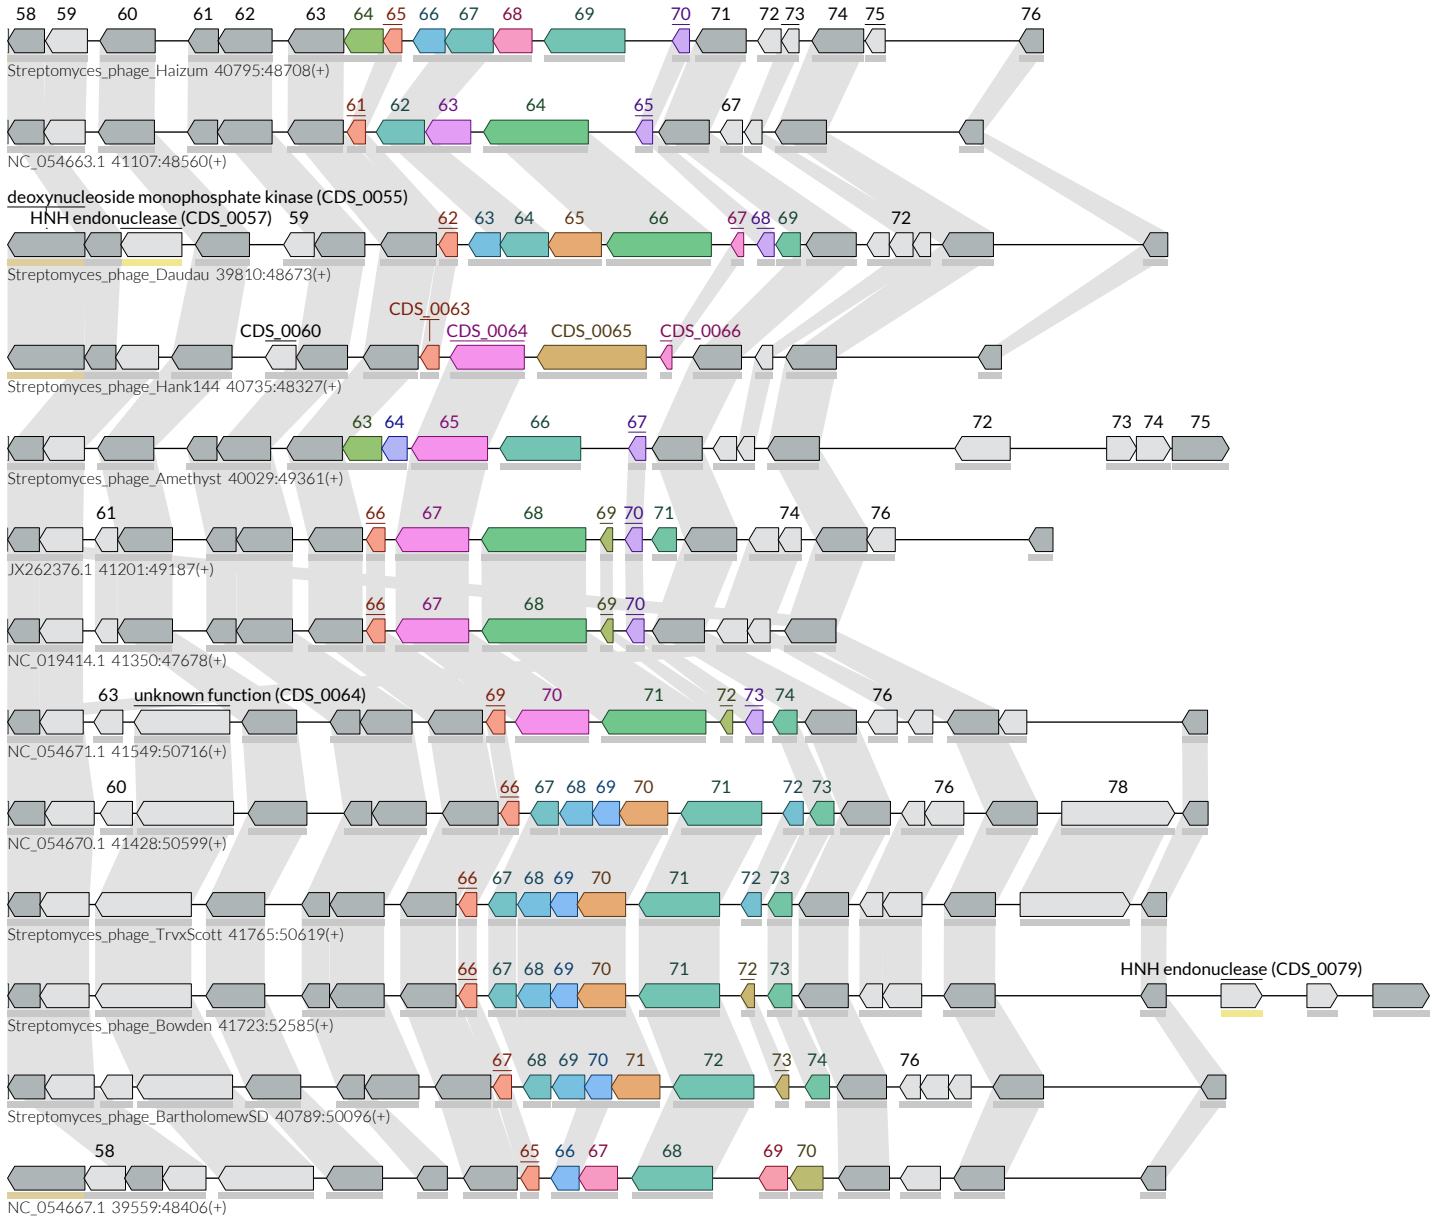 58 59 60 61 62 63 64 65 66 67 68 69 70 71 72 73 74 75 76
Streptomyces_phage_Haizum 40795:48708(+)
61 62 63 64 65 67
NC_054663.1 41107:48560(+)
deoxynucleoside monophosphate kinase (CDS_0055)
HNH endonuclease (CDS_0057) 59 62 63 64 65 66 67 68 69 72
Streptomyces_phage_Daudau 39810:48673(+)
CDS_0063
CDS_0060 CDS_0064 CDS_0065 CDS_0066
Streptomyces_phage_Hank144 40735:48327(+)
63 64 65 66 67 72 73 74 75
Streptomyces_phage_Amethyst 40029:49361(+)
61 66 67 68 69 70 71 74 76
JX262376.1 41201:49187(+)
66 67 68 69 70
NC_019414.1 41350:47678(+)
63 unknown function (CDS_0064) 69 70 71 72 73 74 76
NC_054671.1 41549:50716(+)
60 66 67 68 69 70 71 72 73 76 78
NC_054670.1 41428:50599(+)
66 67 68 69 70 71 72 73
Streptomyces_phage_TrvxScott 41765:50619(+)
66 67 68 69 70 71 72 73 HNH endonuclease (CDS_0079)
Streptomyces_phage_Bowden 41723:52585(+)
67 68 69 70 71 72 73 74 76
Streptomyces_phage_BartholomewSD 40789:50096(+)
58 65 66 67 68 69 70
NC_054667.1 39559:48406(+)